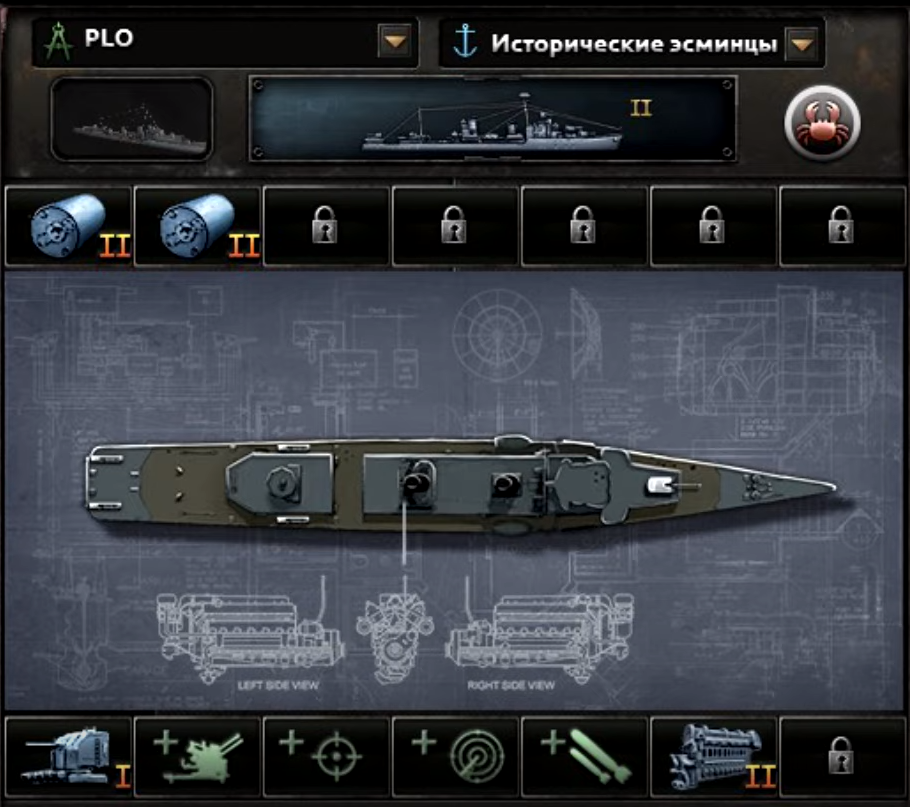 PLO
Исторические эсминцы
II
II
II
LEFT SIDE VIEW
RIGHT SIDE VIEW
I
II